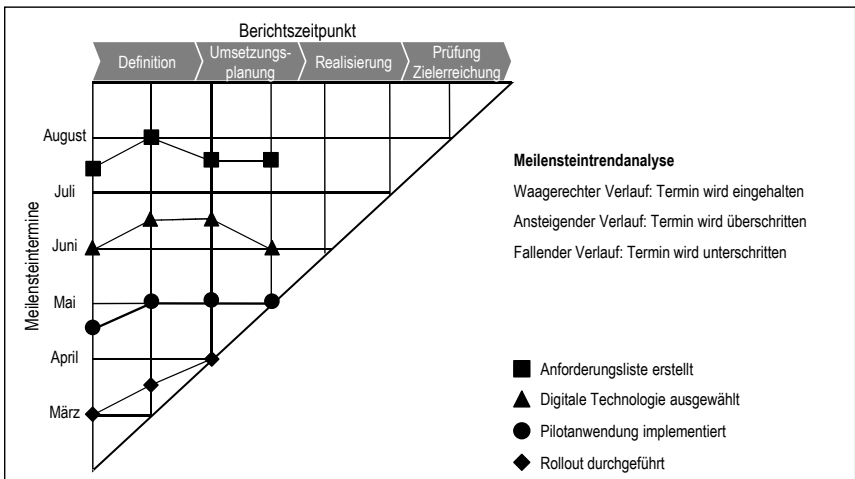 Berichtszeitpunkt
Definition
Umsetzungs-
planung
Realisierung
Prüfung
Zielerreichung
Meilensteintermine
August
Juli
Juni
Mai
April
März
Meilensteintrendanalyse
Waagerechter Verlauf: Termin wird eingehalten
Ansteigender Verlauf: Termin wird überschritten
Fallender Verlauf: Termin wird unterschritten
Anforderungsliste erstellt
Digitale Technologie ausgewählt
Pilotanwendung implementiert
Rollout durchgeführt